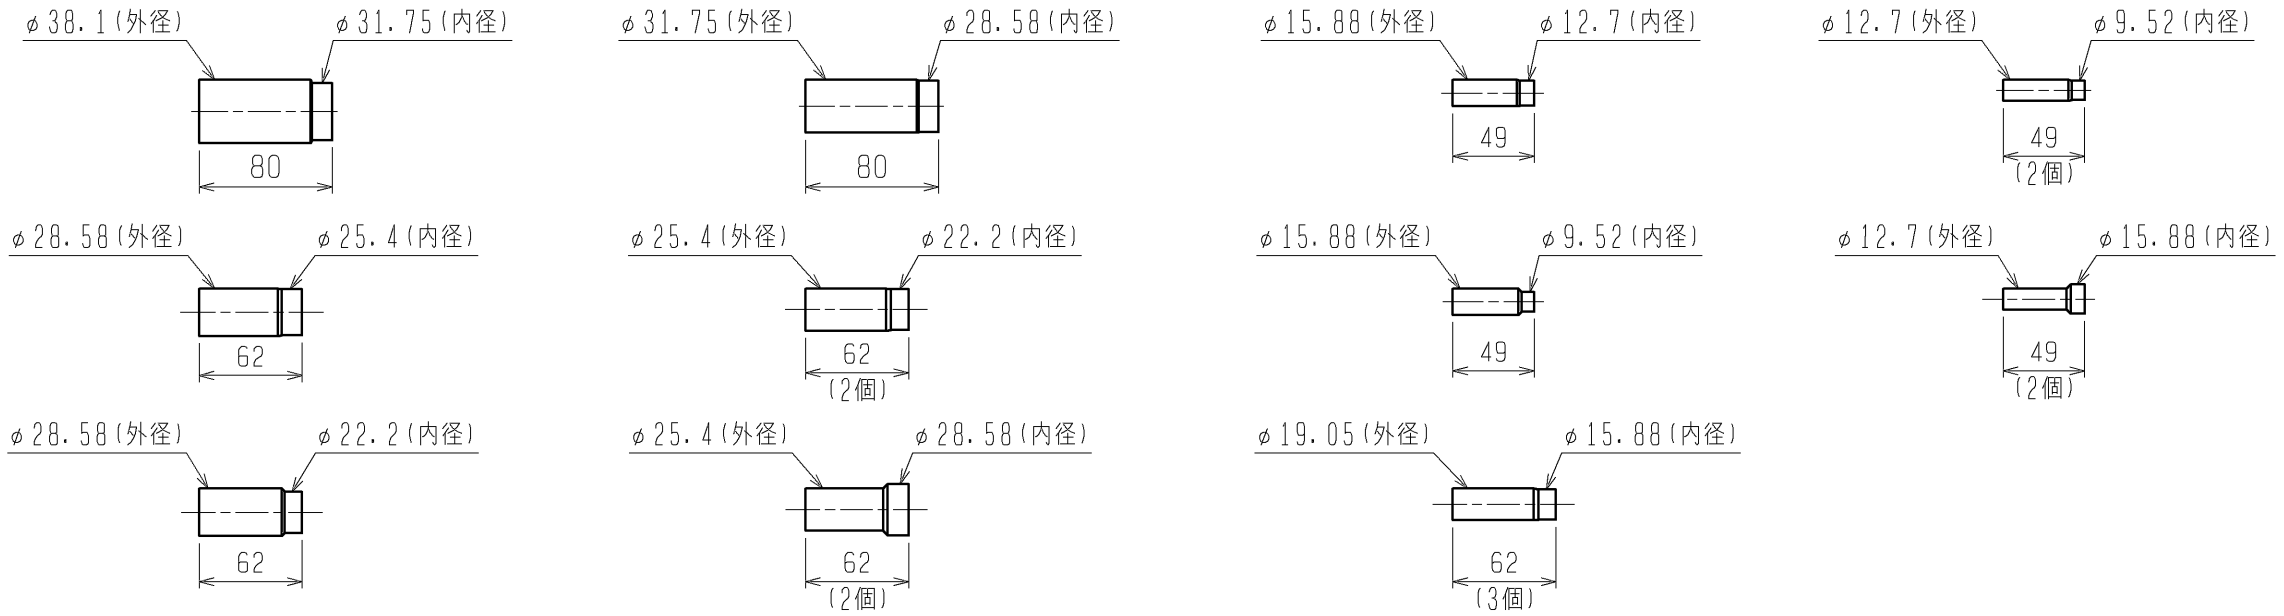 φ38.1(外径) φ31.75(内径) φ31.75(外径) φ28.58(内径) φ15.88(外径) φ12.7(内径) φ12.7(外径) φ9.52(内径)
80 80 49 49
(2個)
φ28.58(外径) φ25.4(内径) φ25.4(外径) φ22.2(内径) φ15.88(外径) φ9.52(内径) φ12.7(外径) φ15.88(内径)
62 62 49 49
(2個) (2個)
φ28.58(外径) φ22.2(内径) φ25.4(外径) φ28.58(内径) φ19.05(外径) φ15.88(内径)
62 62 62
(2個) (3個)